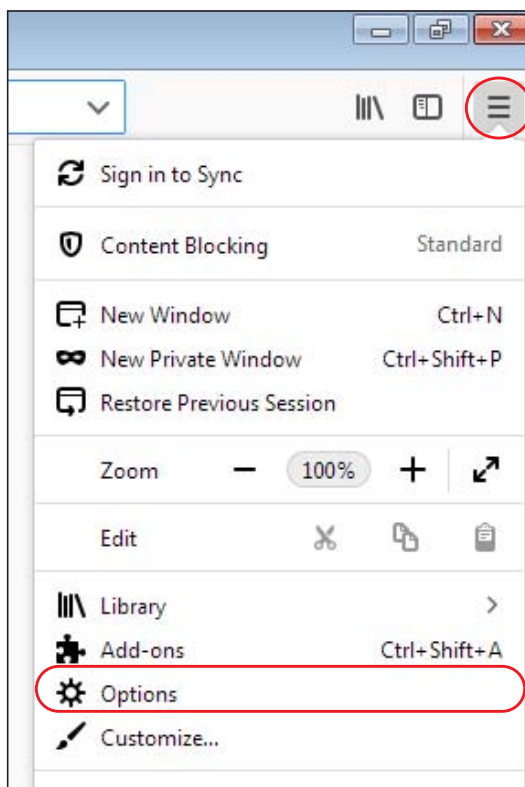 Sign in to Sync
Content Blocking Standard
New Window Ctrl+N
New Private Window Ctrl+Shift+P
Restore Previous Session
Zoom 100%
Edit
Library
Add-ons Ctrl+Shift+A
Options
Customize...